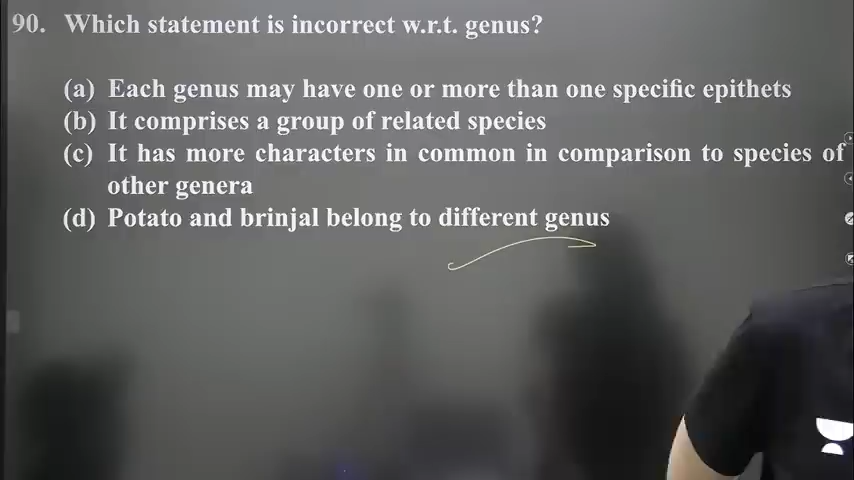 90. Which statement is incorrect w.r.t. genus?
(a) Each genus may have one or more than one specific epithets
(b) It comprises a group of related species
(c) It has more characters in common in comparison to species of
other genera
(d) Potato and brinjal belong to different genus